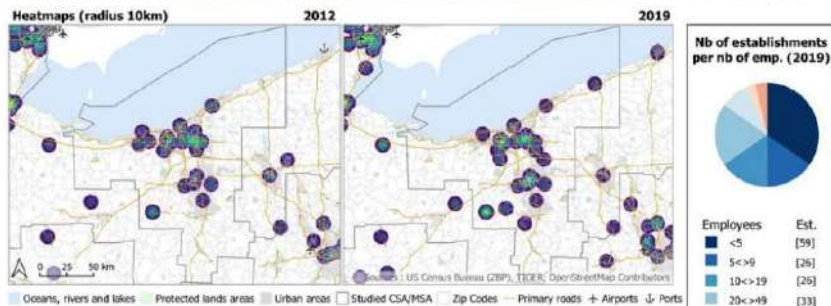 Heatmaps (radius 10km) 2012
2019
Nb of establishments
per nb of emp. (2019)
Employees Est.
<5 [59]
5<>9 [26]
10<>19 [26]
20<>49 [33]
50 km
Sources : US Census Bureau (ZBP), TIGER, OpenStreetMap Contributors
Oceans, rivers and lakes Protected lands areas Urban areas Studied CSA/MSA Zip Codes Primary roads Airports Ports